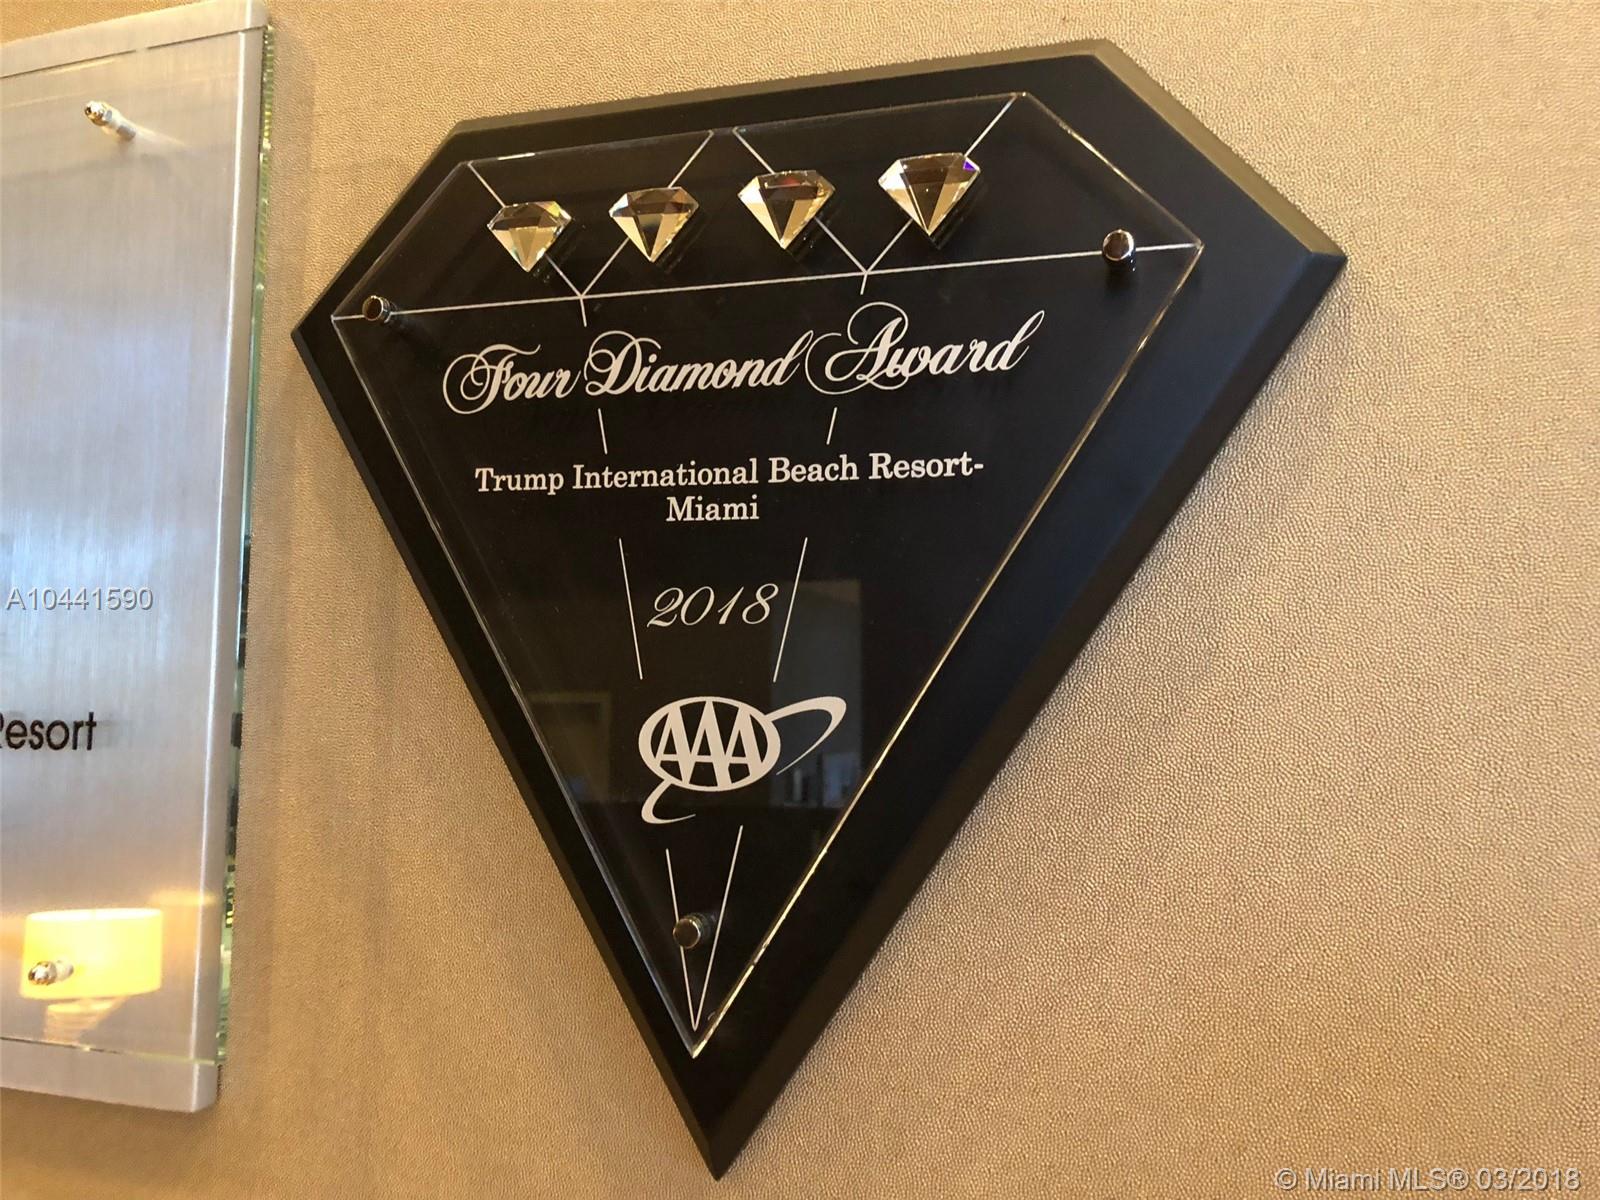 Four Diamond Award
Trump International Beach Resort-
Miami
2018
AAA
A10441590
Resort
© Miami MLS® 03/2018